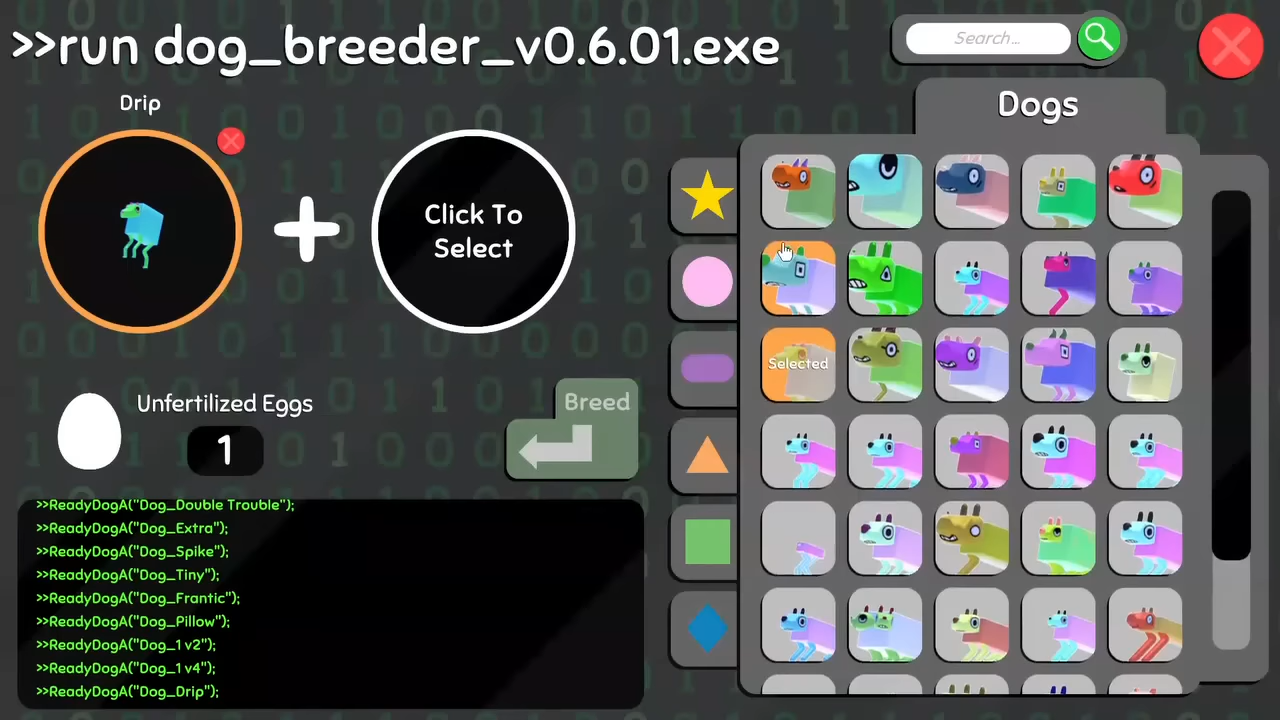 >>run dog_breeder_v0.6.01.exe
Search...
Drip
Dogs
Click To
Select
Selected
Unfertilized Eggs
1
Breed
>>ReadyDogA("Dog_Double Trouble");
>>ReadyDogA("Dog_Extra");
>>ReadyDogA("Dog_Spike");
>>ReadyDogA("Dog_Tiny");
>>ReadyDogA("Dog_Frantic");
>>ReadyDogA("Dog_Pillow");
>>ReadyDogA("Dog_1 v2");
>>ReadyDogA("Dog_1 v4");
>>ReadyDogA("Dog_Drip");